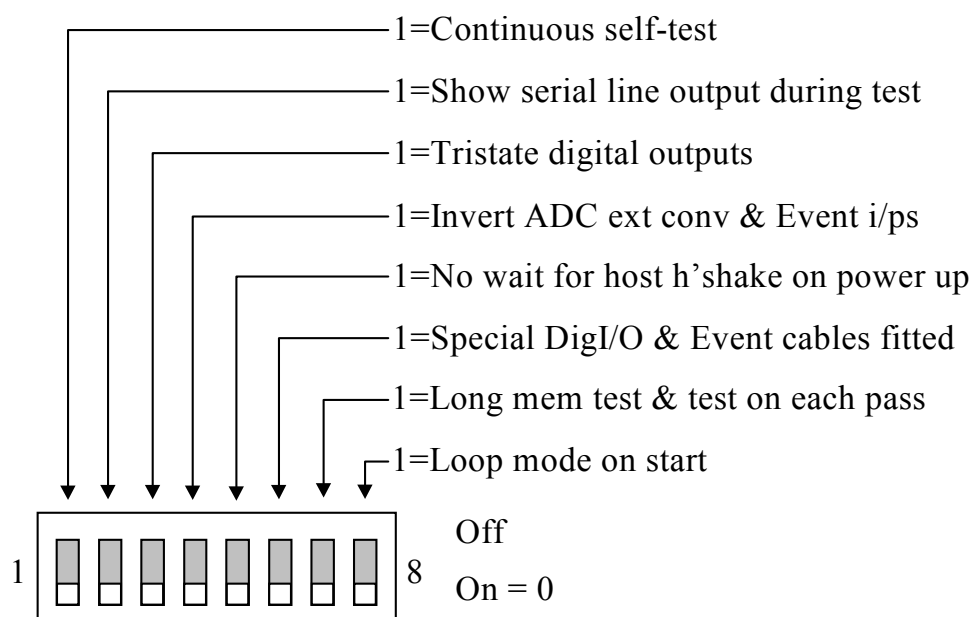 1=Continuous self-test
1=Show serial line output during test
1=Tristate digital outputs
1=Invert ADC ext conv & Event i/ps
1=No wait for host h’shake on power up
1=Special DigI/O & Event cables fitted
1=Long mem test & test on each pass
1=Loop mode on start
Off
1 8
On = 0